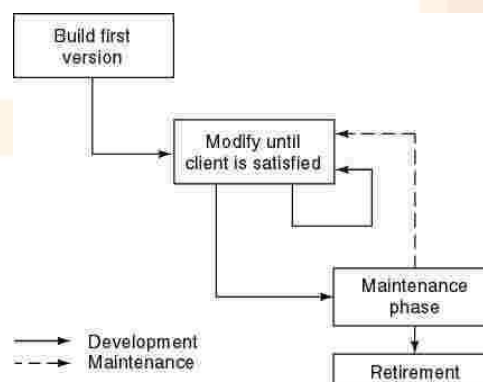 Build first
version
Modify until
client is satisfied
Maintenance
phase
Development
Maintenance
Retirement